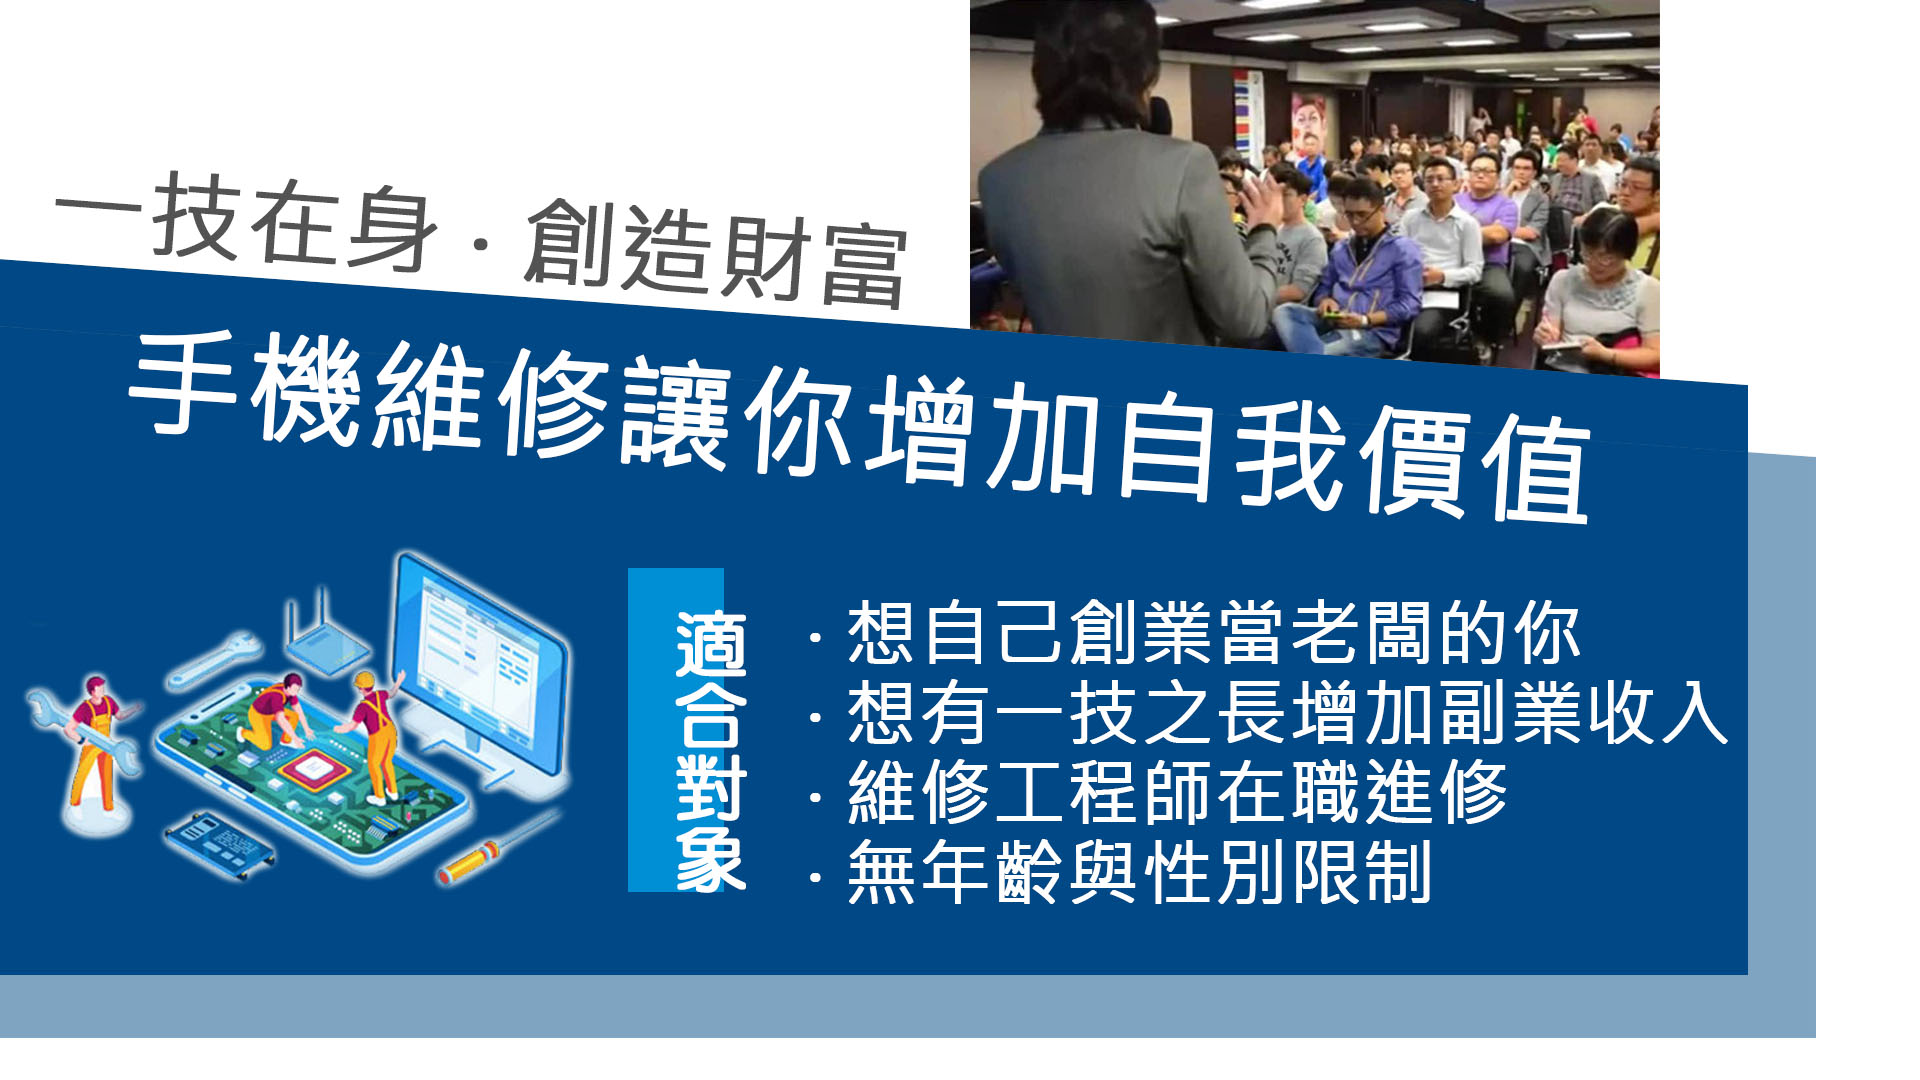 一技在身·創造財富
手機維修讓你增加自我價值
適合對象
·想自己創業當老闆的你
·想有一技之長增加副業收入
·維修工程師在職進修
·無年齡與性別限制